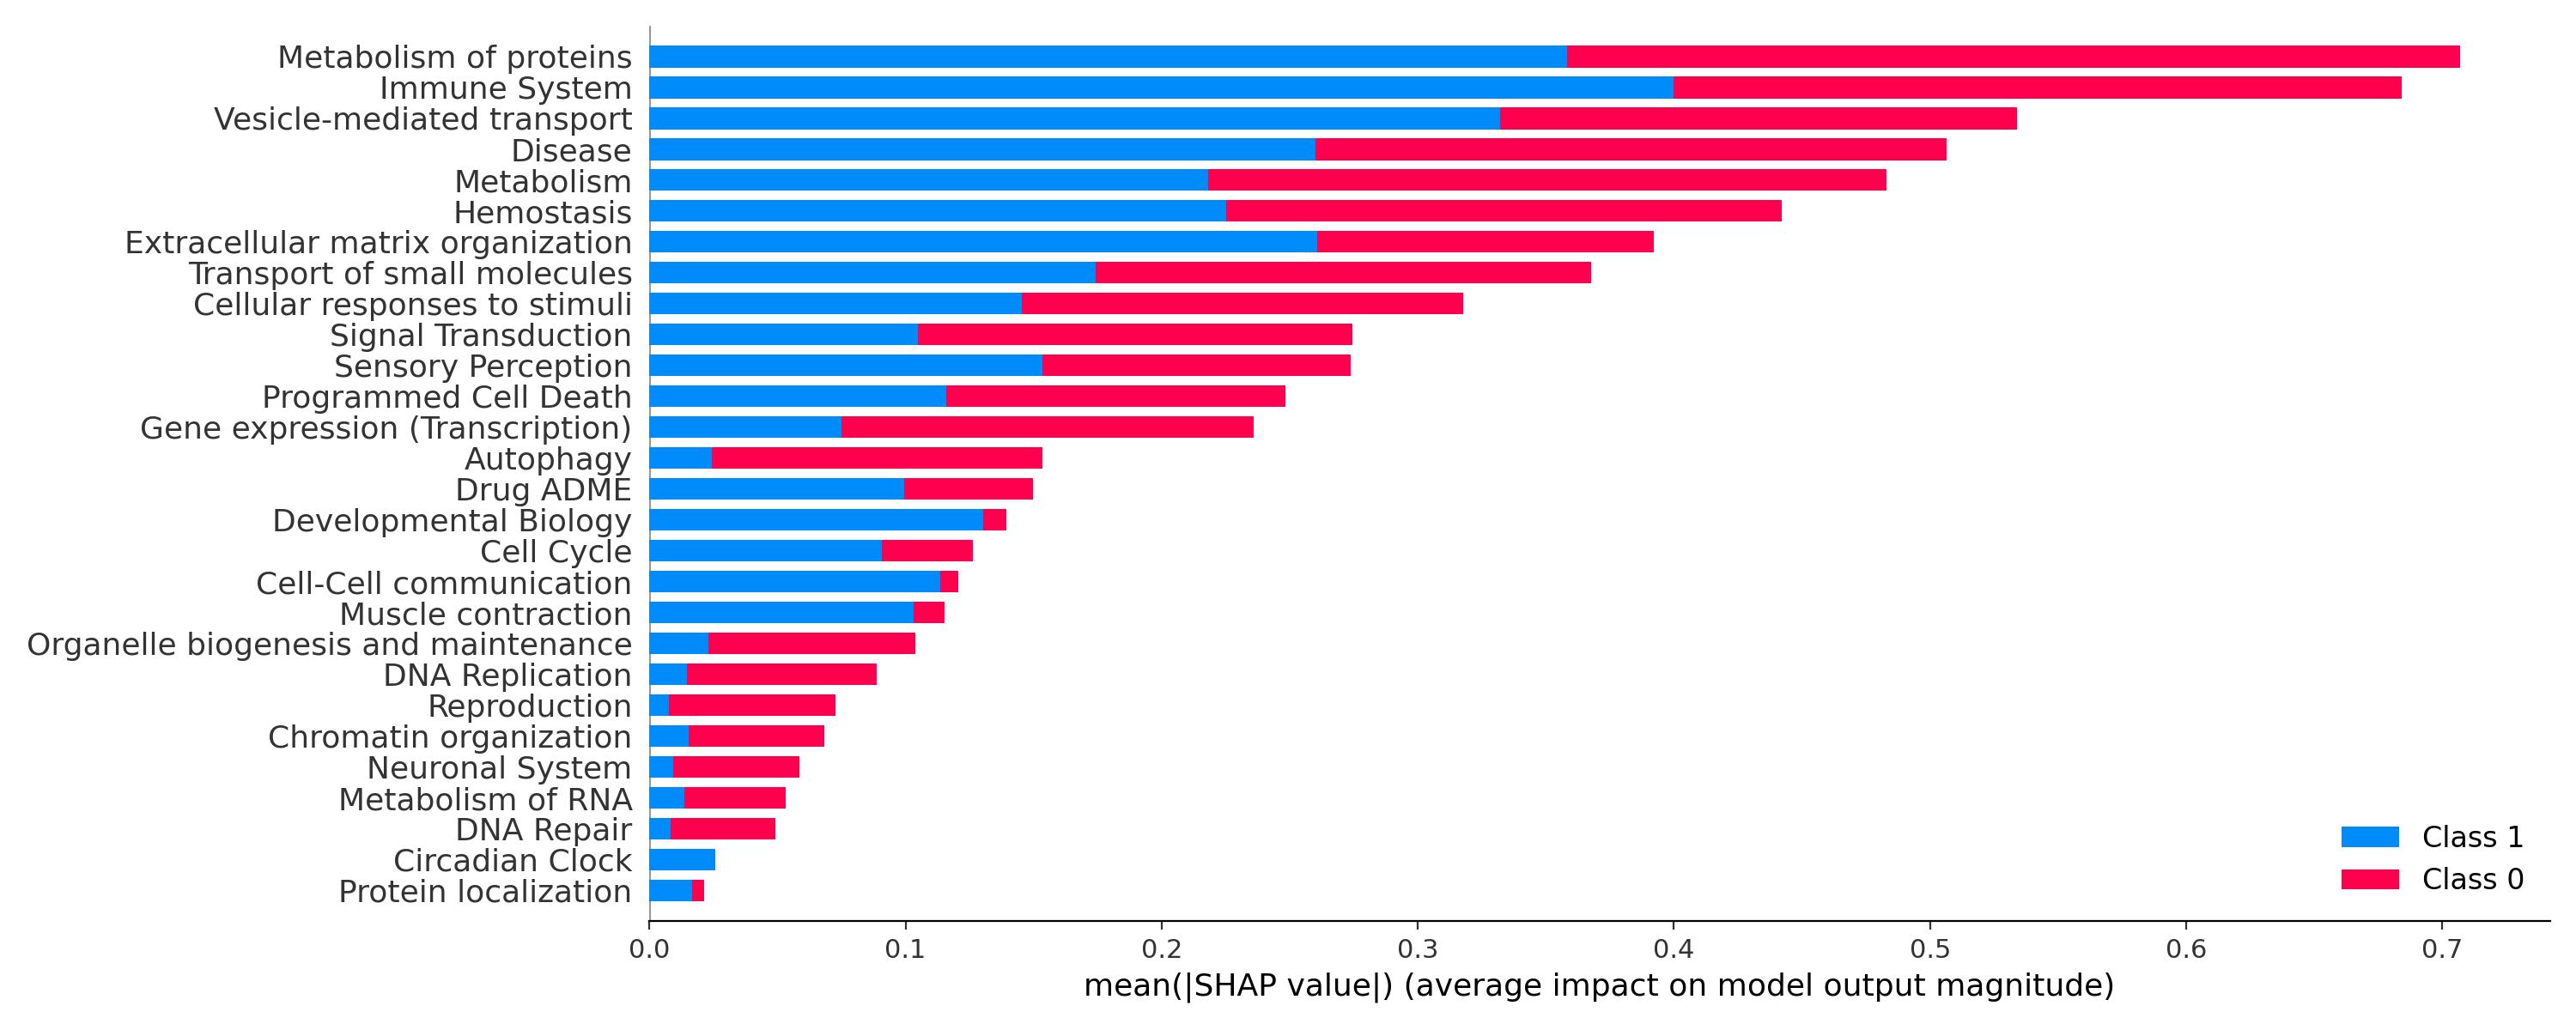 Metabolism of proteins
Immune System
Vesicle-mediated transport
Disease
Metabolism
Hemostasis
Extracellular matrix organization
Transport of small molecules
Cellular responses to stimuli
Signal Transduction
Sensory Perception
Programmed Cell Death
Gene expression (Transcription)
Autophagy
Drug ADME
Developmental Biology
Cell Cycle
Cell-Cell communication
Muscle contraction
Organelle biogenesis and maintenance
DNA Replication
Reproduction
Chromatin organization
Neuronal System
Metabolism of RNA
DNA Repair
Circadian Clock
Protein localization
Class 1
Class 0
0.0 0.1 0.2 0.3 0.4 0.5 0.6 0.7
mean(|SHAP value|) (average impact on model output magnitude)